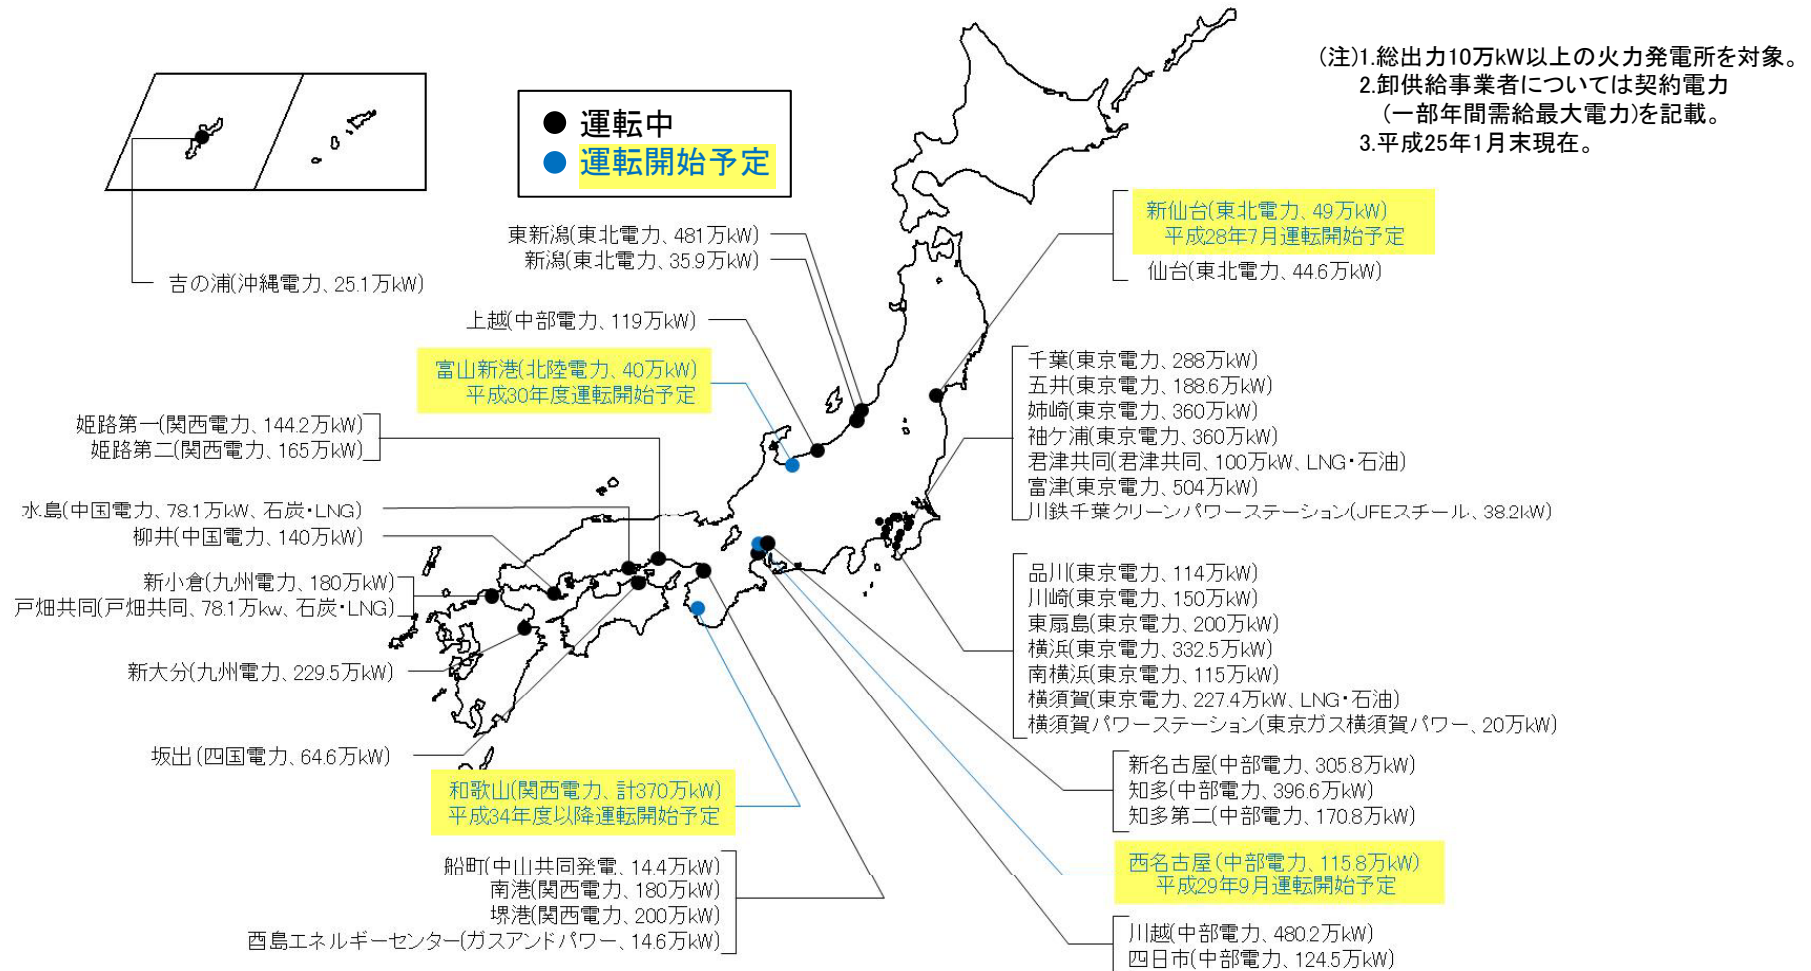 (注)1.総出力10万kW以上の火力発電所を対象。
2.卸供給事業者については契約電力
(一部年間需給最大電力)を記載。
3.平成25年1月末現在。
● 運転中
● 運転開始予定
新仙台(東北電力、49万kW)
平成28年7月運転開始予定
仙台(東北電力、44.6万kW)
東新潟(東北電力、481万kW)
新潟(東北電力、35.9万kW)
吉の浦(沖縄電力、25.1万kW)
上越(中部電力、119万kW)
富山新港(北陸電力、40万kW)
平成30年度運転開始予定
千葉(東京電力、288万kW)
五井(東京電力、188.6万kW)
姉崎(東京電力、360万kW)
袖ケ浦(東京電力、360万kW)
君津共同(君津共同、100万kW、LNG・石油)
富津(東京電力、504万kW)
川鉄千葉クリーンパワーステーション(JFEスチール、38.2kW)
姫路第一(関西電力、144.2万kW)
姫路第二(関西電力、165万kW)
水島(中国電力、78.1万kW、石炭・LNG)
柳井(中国電力、140万kW)
新小倉(九州電力、180万kW)
戸畑共同(戸畑共同、78.1万kw、石炭・LNG)
新大分(九州電力、229.5万kW)
坂出(四国電力、64.6万kW)
品川(東京電力、114万kW)
川崎(東京電力、150万kW)
東扇島(東京電力、200万kW)
横浜(東京電力、332.5万kW)
南横浜(東京電力、115万kW)
横須賀(東京電力、227.4万kW、LNG・石油)
横須賀パワーステーション(東京ガス横須賀パワー、20万kW)
和歌山(関西電力、計370万kW)
平成34年度以降運転開始予定
新名古屋(中部電力、305.8万kW)
知多(中部電力、396.6万kW)
知多第二(中部電力、170.8万kW)
西名古屋(中部電力、115.8万kW)
平成29年9月運転開始予定
船町(中山共同発電、14.4万kW)
南港(関西電力、180万kW)
堺港(関西電力、200万kW)
酉島エネルギーセンター(ガスアンドパワー、14.6万kW)
川越(中部電力、480.2万kW)
四日市(中部電力、124.5万kW)